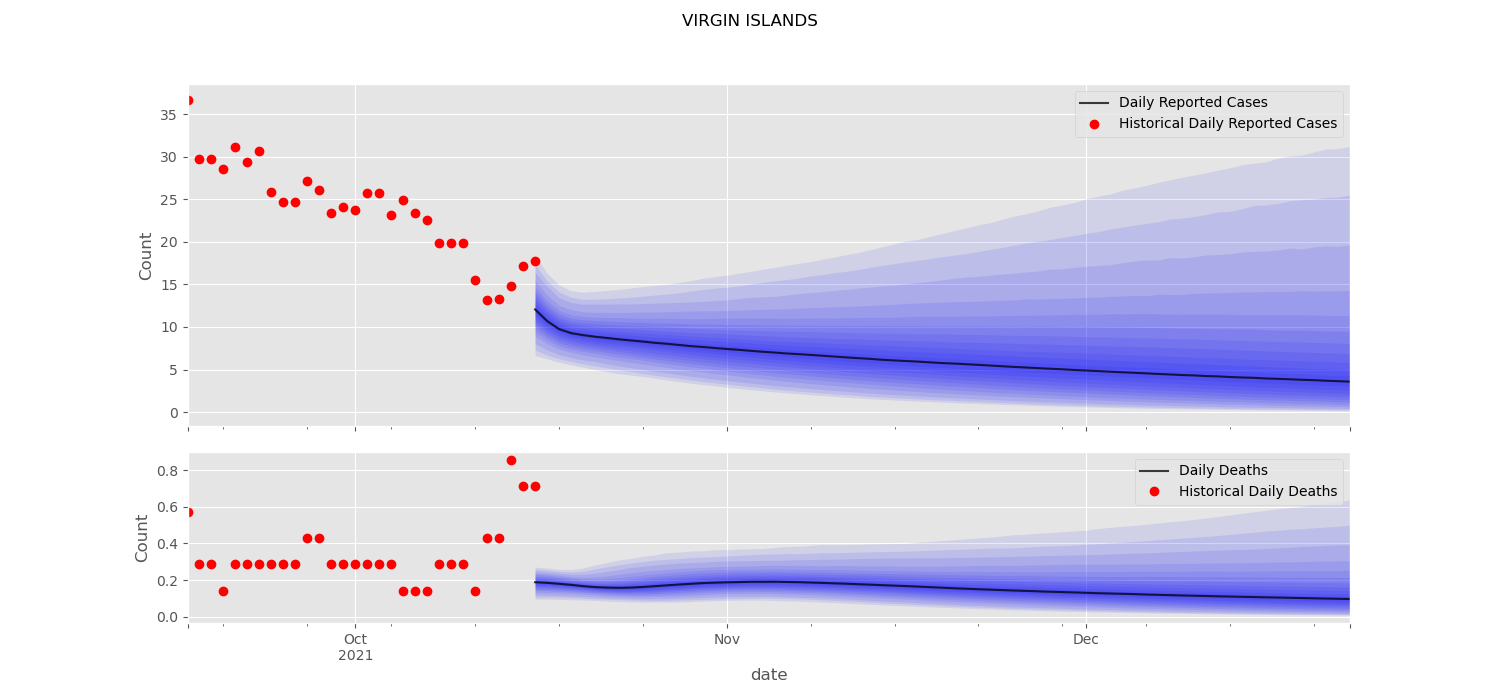 VIRGIN ISLANDS
Daily Reported Cases
Historical Daily Reported Cases
Count
35
30
25
20
15
10
5
0
Daily Deaths
Historical Daily Deaths
Count
0.8
0.6
0.4
0.2
0.0
Oct
2021
Nov
Dec
date